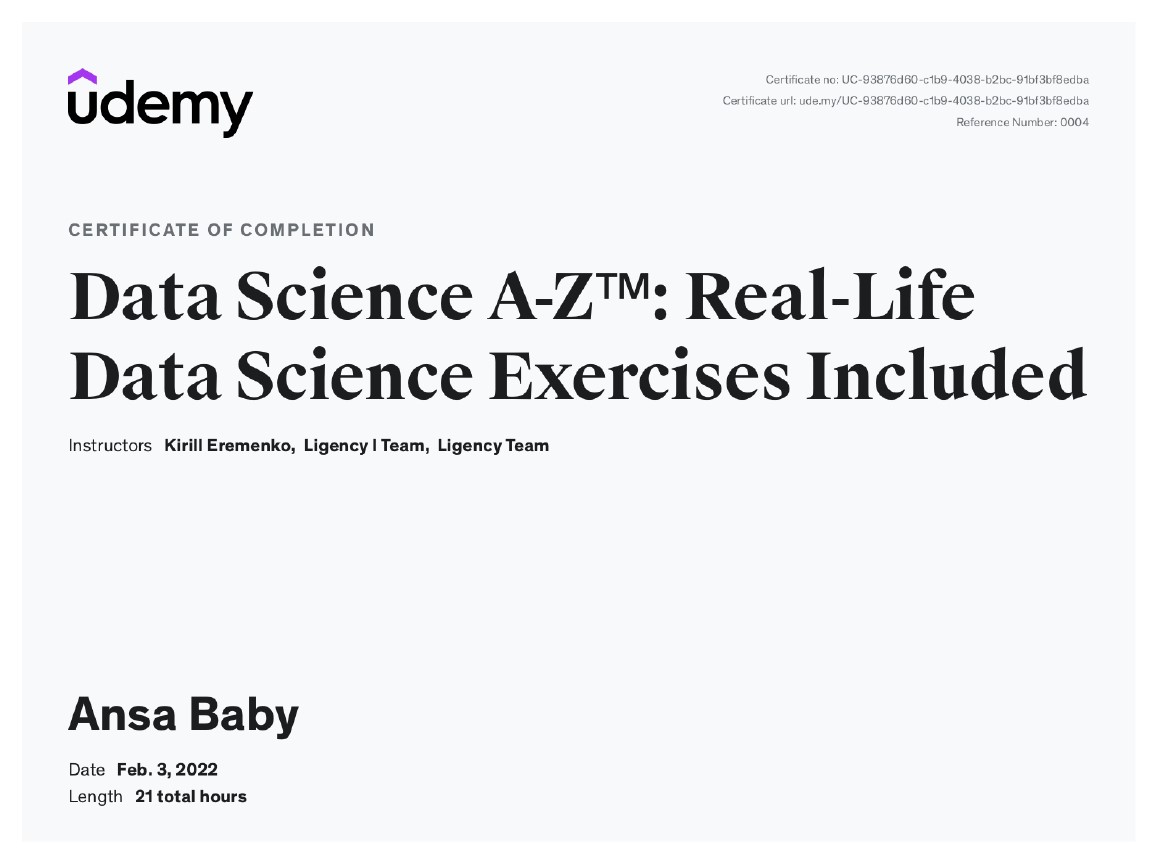 udemy
Certificate no: UC-93876d60-c1b9-4038-b2bc-91bf3bf8edba
Certificate url: ude.my/UC-93876d60-c1b9-4038-b2bc-91bf3bf8edba
Reference Number: 0004
CERTIFICATE OF COMPLETION
Data Science A-Z™: Real-Life
Data Science Exercises Included
Instructors Kirill Eremenko, Ligency I Team, Ligency Team
Ansa Baby
Date Feb. 3, 2022
Length 21 total hours